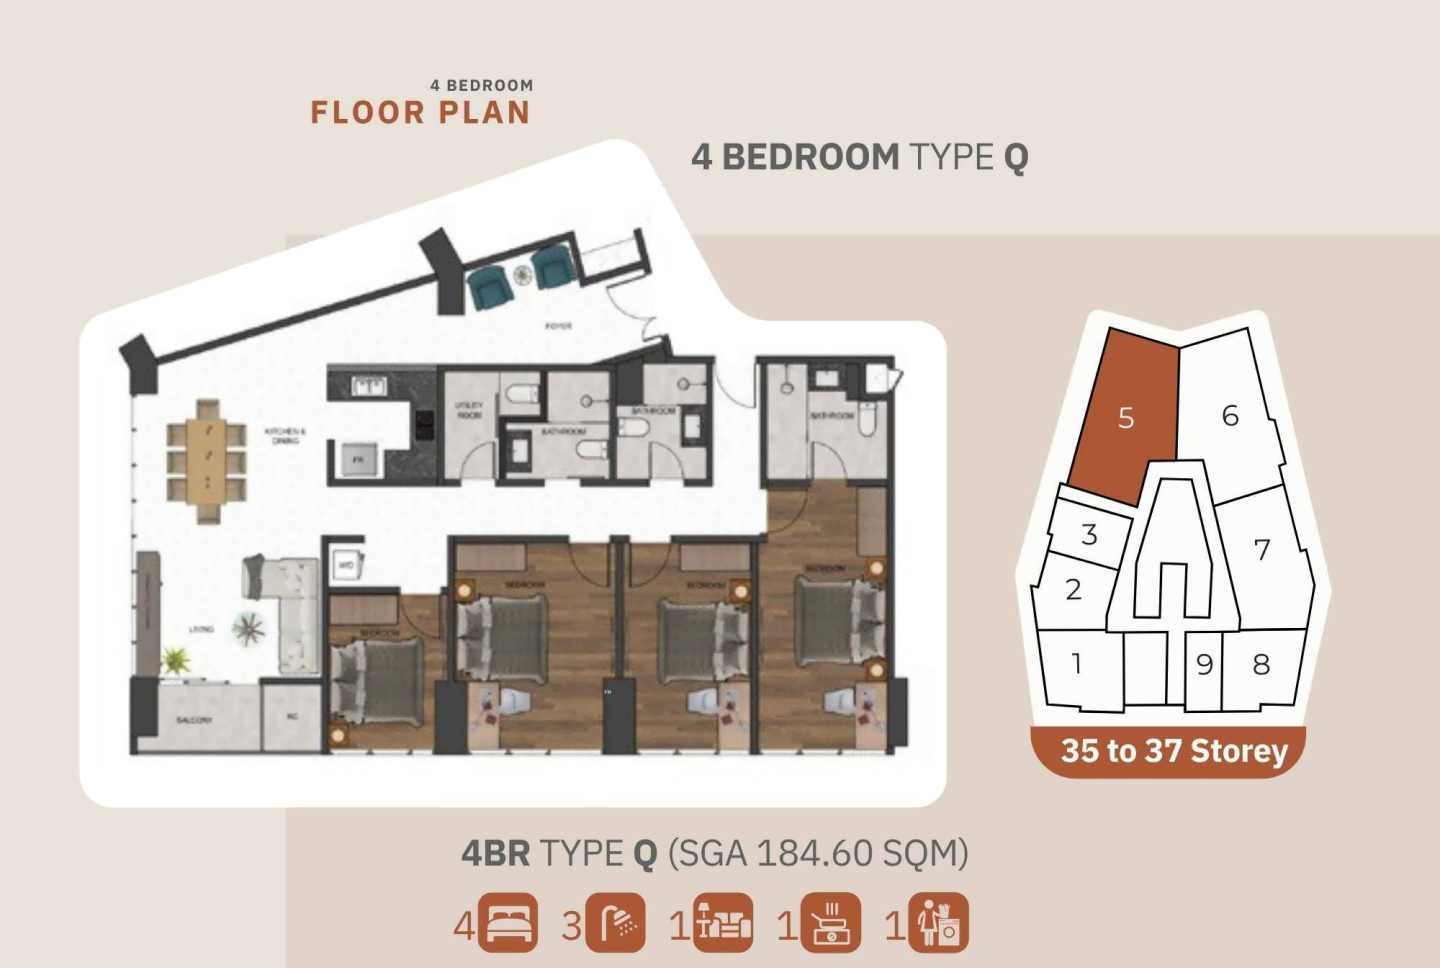 4 BEDROOM
FLOOR PLAN
4 BEDROOM TYPE Q
FOYER
UTILITY
ROOM
BATHROOM
BATHROOM
BATHROOM
KITCHEN &
DINING
FR
BEDROOM
BEDROOM
BEDROOM
BEDROOM
LIVING
BALCONY
5
6
3
7
2
1
9
8
35 to 37 Storey
4BR TYPE Q (SGA 184.60 SQM)
4 3 1 1 1